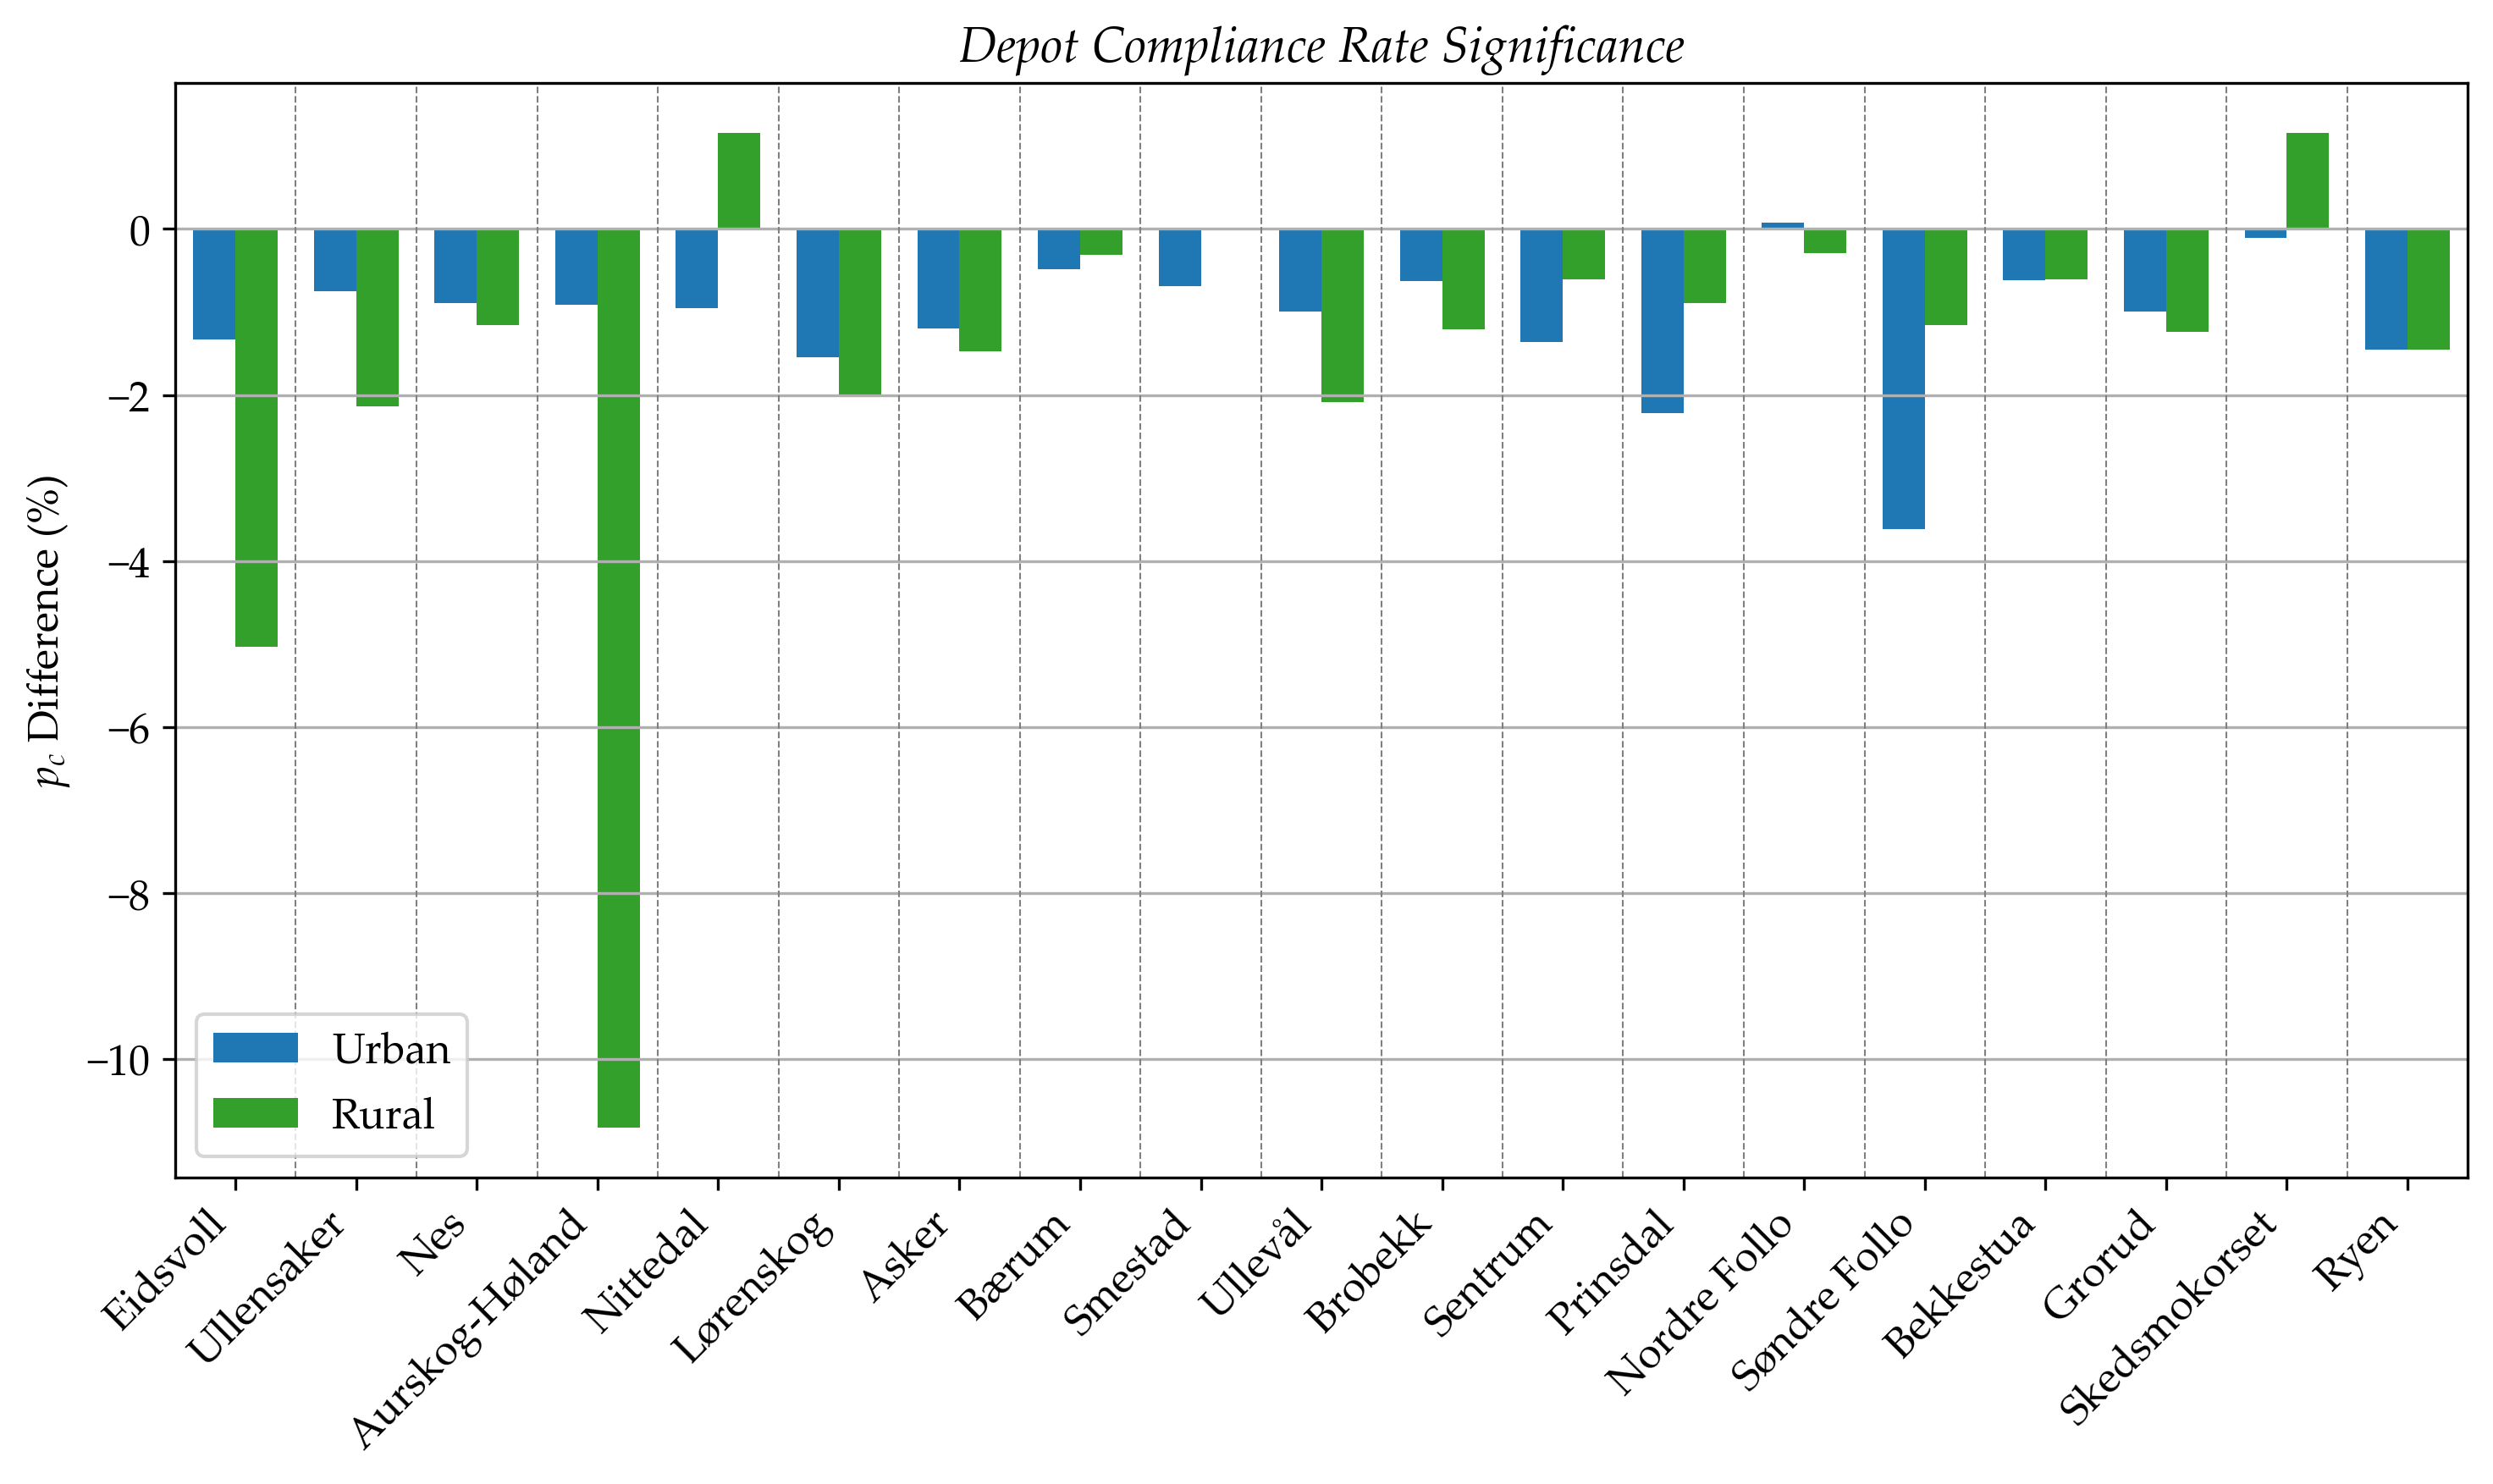 Depot Compliance Rate Significance
p_c Difference (%)
0
−2
−4
−6
−8
−10
Urban
Rural
Eidsvoll
Ullensaker
Nes
Aurskog-Høland
Nittedal
Lørenskog
Asker
Bærum
Smestad
Ullevål
Brobekk
Sentrum
Prinsdal
Nordre Follo
Søndre Follo
Bekkestua
Grorud
Skedsmokorset
Ryen